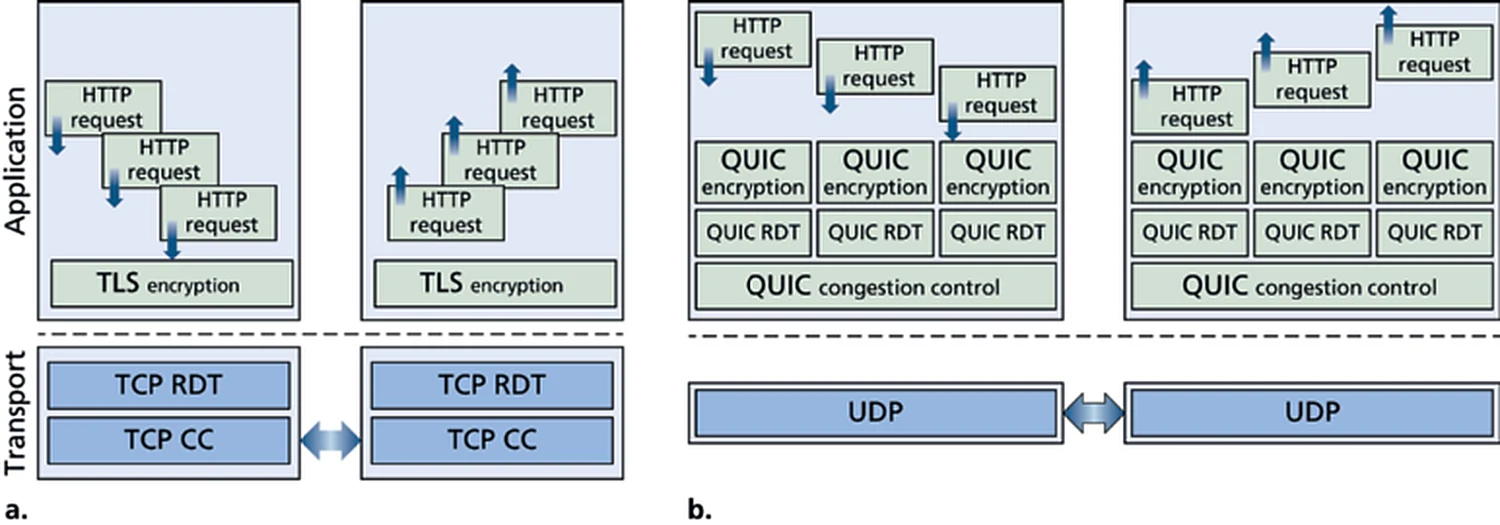 Application
HTTP
request
HTTP
request
HTTP
request
TLS encryption
HTTP
request
HTTP
request
HTTP
request
TLS encryption
Transport
TCP RDT
TCP CC
TCP RDT
TCP CC
a.
HTTP
request
HTTP
request
HTTP
request
QUIC
encryption
QUIC
encryption
QUIC
encryption
QUIC RDT
QUIC RDT
QUIC RDT
QUIC congestion control
HTTP
request
HTTP
request
HTTP
request
QUIC
encryption
QUIC
encryption
QUIC
encryption
QUIC RDT
QUIC RDT
QUIC RDT
QUIC congestion control
UDP
UDP
b.